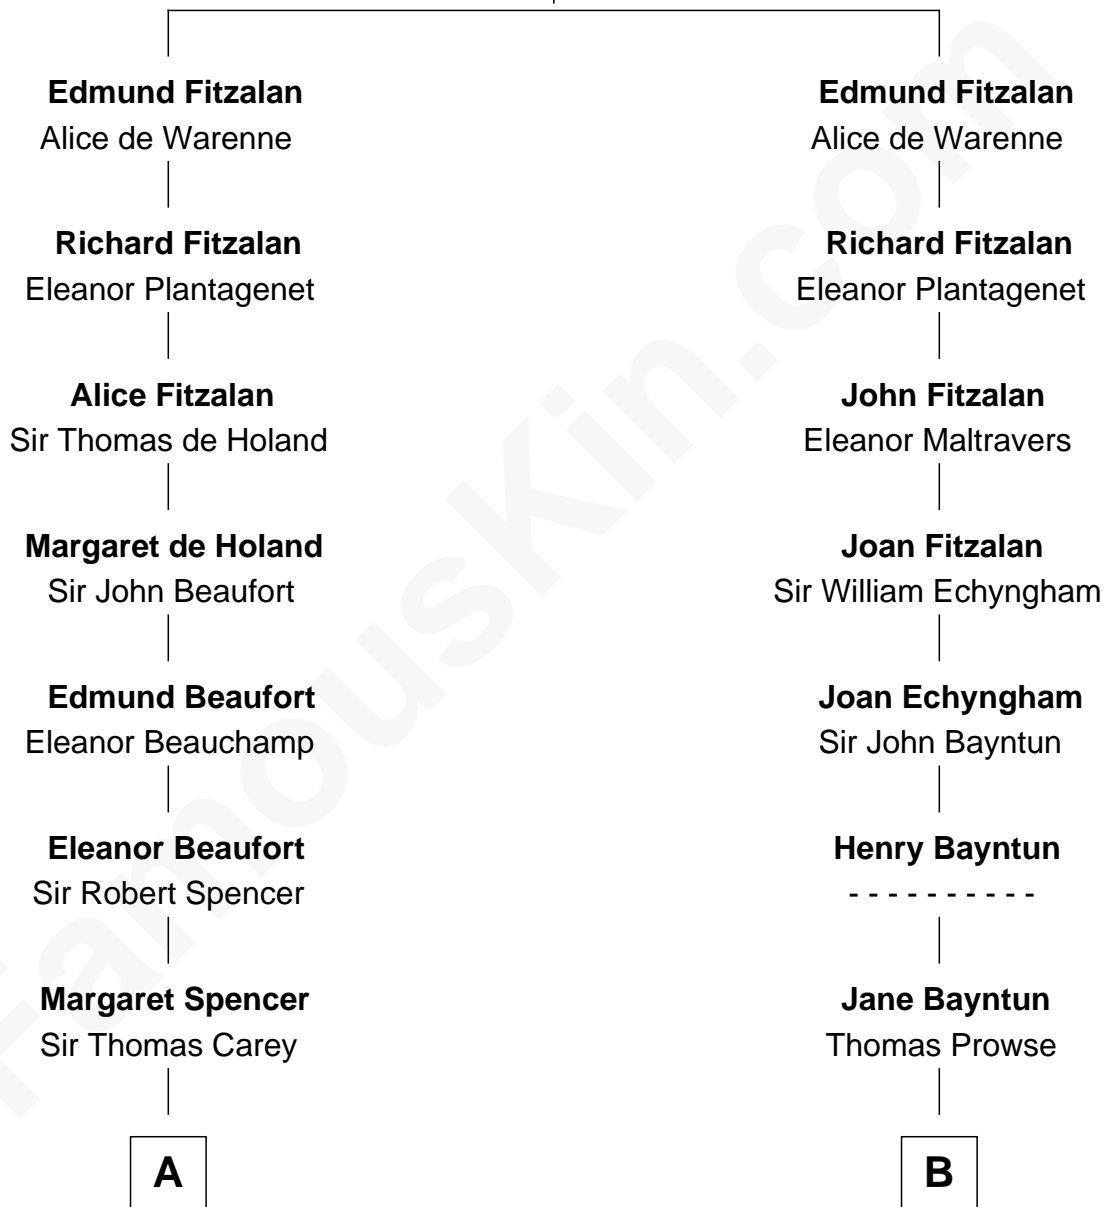 Edmund Fitzalan
Alice de Warenne
Richard Fitzalan
Eleanor Plantagenet
Alice Fitzalan
Sir Thomas de Holand
Margaret de Holand
Sir John Beaufort
Edmund Beaufort
Eleanor Beauchamp
Eleanor Beaufort
Sir Robert Spencer
Margaret Spencer
Sir Thomas Carey
A
Edmund Fitzalan
Alice de Warenne
Richard Fitzalan
Eleanor Plantagenet
John Fitzalan
Eleanor Maltravers
Joan Fitzalan
Sir William Echyngham
Joan Echyngham
Sir John Bayntun
Henry Bayntun
- - - - - - - - - -
Jane Bayntun
Thomas Prowse
B
FamousKin.com